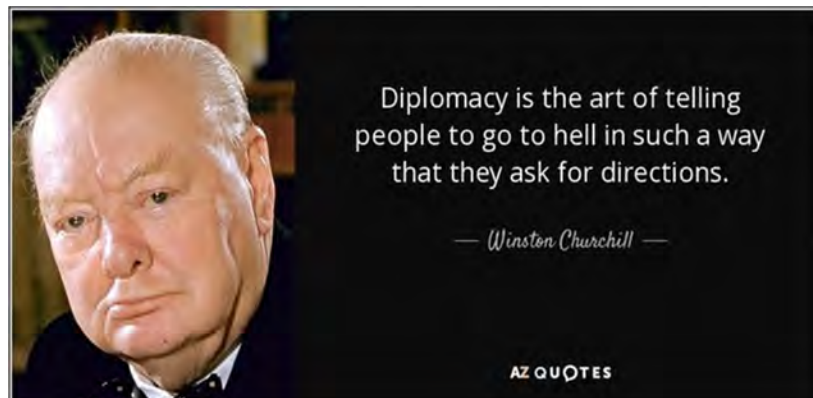 Diplomacy is the art of telling
people to go to hell in such a way
that they ask for directions.
— Winston Churchill —
AZ QUOTES